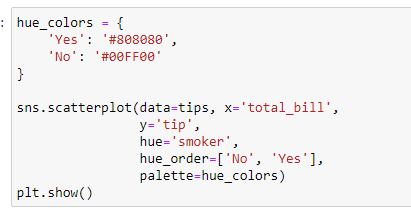 hue_colors = {
    'Yes': '#808080',
    'No': '#00FF00'
}

sns.scatterplot(data=tips, x='total_bill',
                y='tip',
                hue='smoker',
                hue_order=['No', 'Yes'],
                palette=hue_colors)
plt.show()